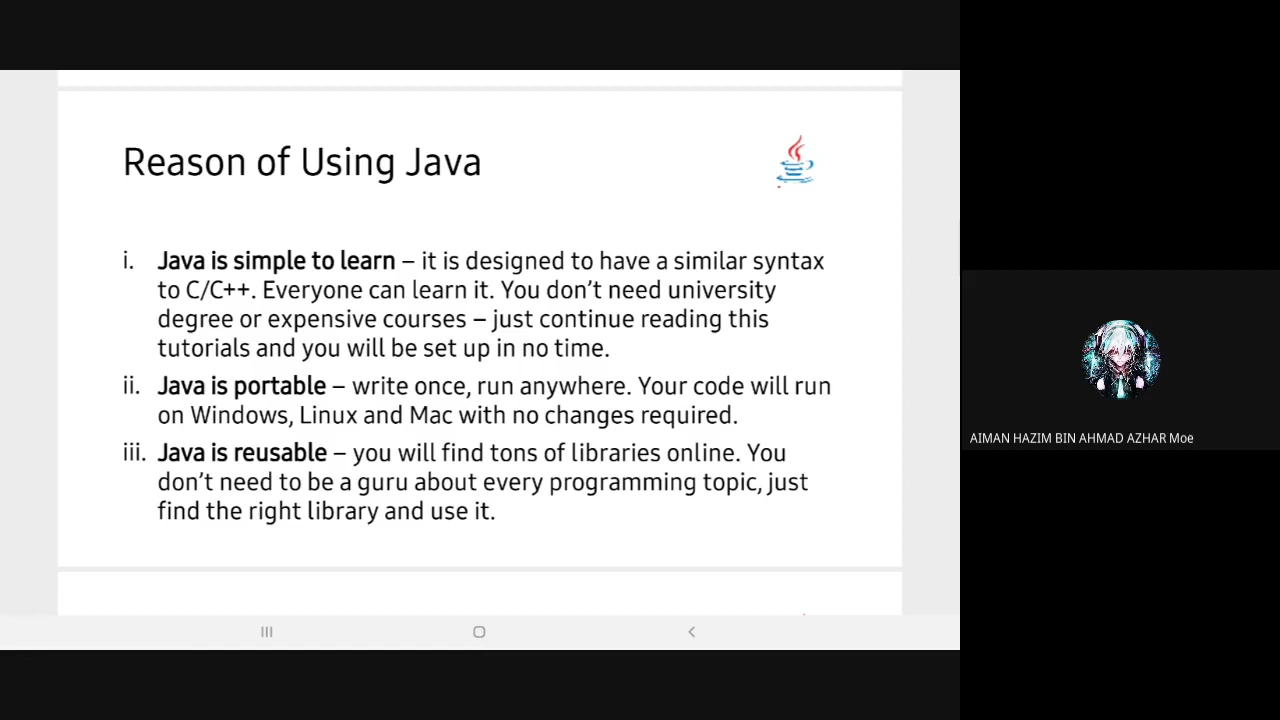 Reason of Using Java
i. Java is simple to learn – it is designed to have a similar syntax
to C/C++. Everyone can learn it. You don’t need university
degree or expensive courses – just continue reading this
tutorials and you will be set up in no time.
ii. Java is portable – write once, run anywhere. Your code will run
on Windows, Linux and Mac with no changes required.
iii. Java is reusable – you will find tons of libraries online. You
don’t need to be a guru about every programming topic, just
find the right library and use it.
AIMAN HAZIM BIN AHMAD AZHAR Moe